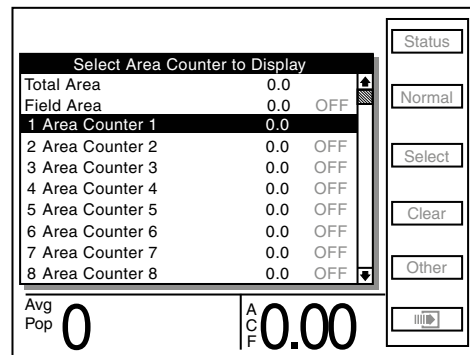 Select Area Counter to Display
Total Area 0.0
Field Area 0.0 OFF
1 Area Counter 1 0.0
2 Area Counter 2 0.0 OFF
3 Area Counter 3 0.0 OFF
4 Area Counter 4 0.0 OFF
5 Area Counter 5 0.0 OFF
6 Area Counter 6 0.0 OFF
7 Area Counter 7 0.0 OFF
8 Area Counter 8 0.0 OFF
Avg Pop 0
ACF 0.00
Status
Normal
Select
Clear
Other